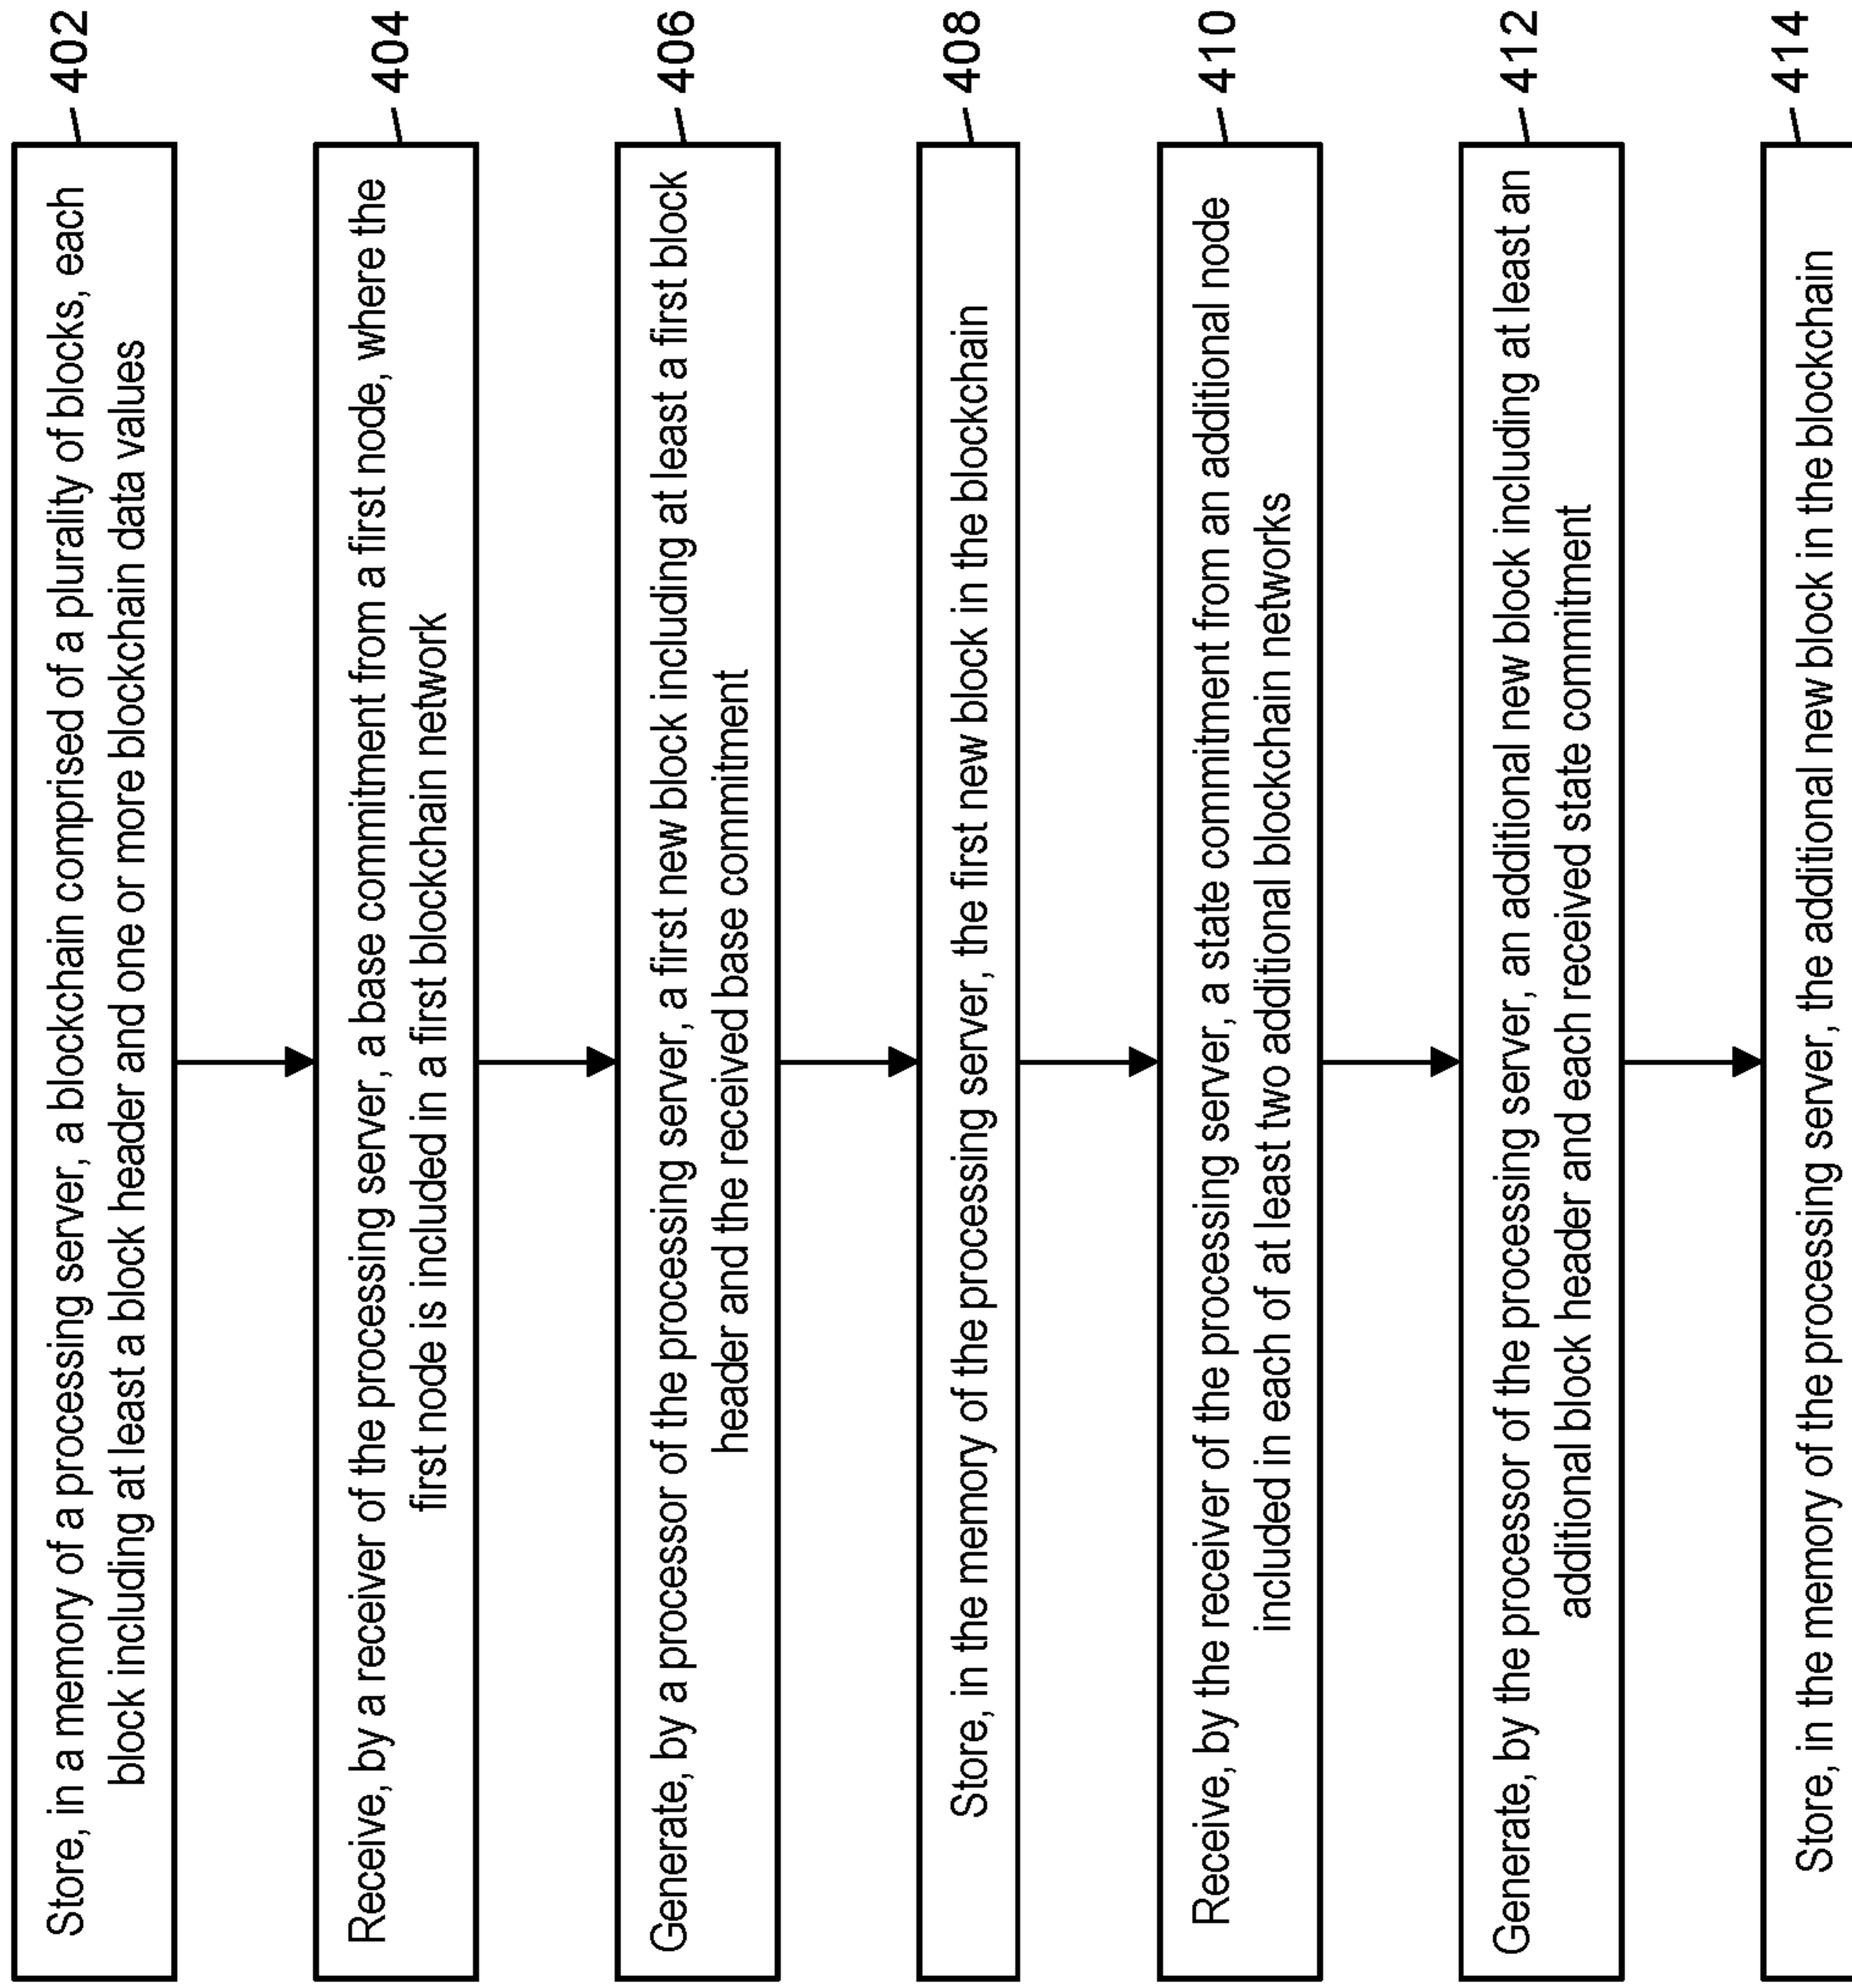 402
Store, in a memory of a processing server, a blockchain comprised of a plurality of blocks, each
block including at least a block header and one or more blockchain data values
404
Receive, by a receiver of the processing server, a base commitment from a first node, where the
first node is included in a first blockchain network
406
Generate, by a processor of the processing server, a first new block including at least a first block
header and the received base commitment
408
Store, in the memory of the processing server, the first new block in the blockchain
410
Receive, by the receiver of the processing server, a state commitment from an additional node
included in each of at least two additional blockchain networks
412
Generate, by the processor of the processing server, an additional new block including at least an
additional block header and each received state commitment
414
Store, in the memory of the processing server, the additional new block in the blockchain